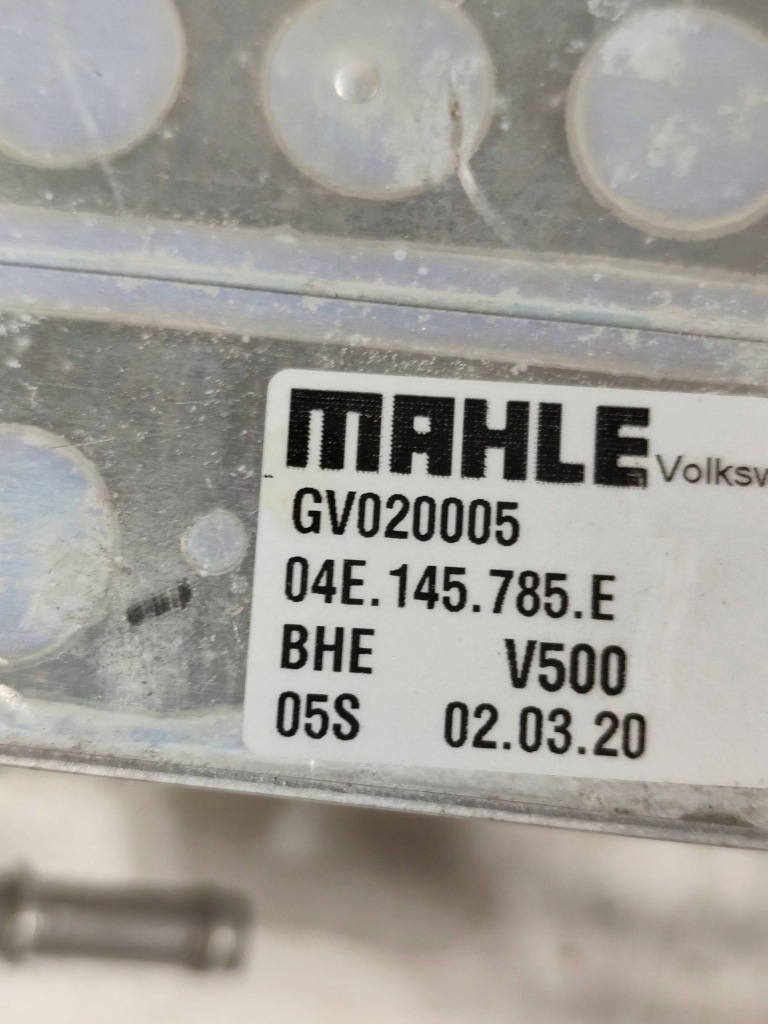 MAHLE Volksw
GV020005
04E.145.785.E
BHE V500
05S 02.03.20